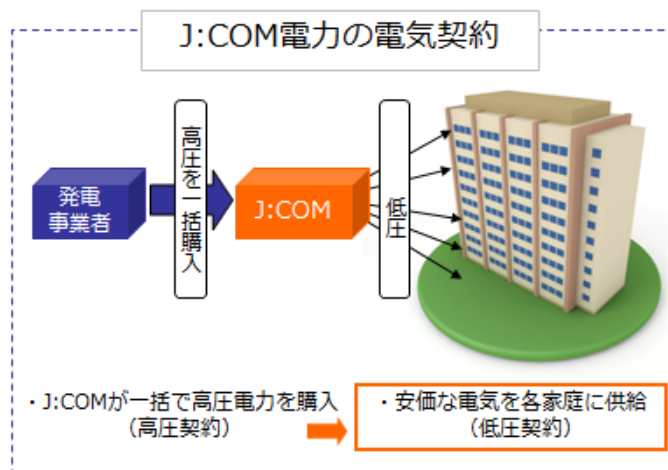 J:COM電力の電気契約
発電
事業者
高圧を一括購入
J:COM
低圧
・J:COMが一括で高圧電力を購入
（高圧契約）
・安価な電気を各家庭に供給
（低圧契約）